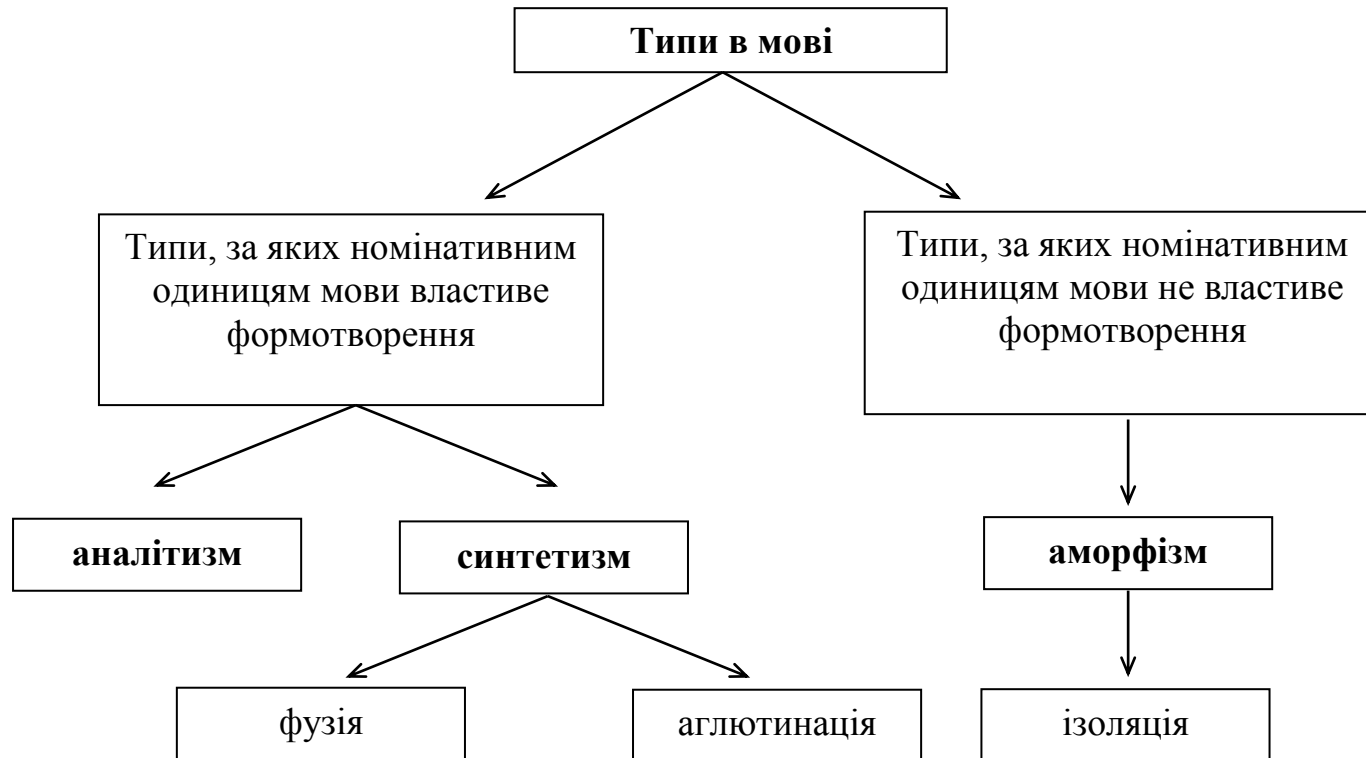 Типи в мові
Типи, за яких номінативним
одиницям мови властиве
формотворення
Типи, за яких номінативним
одиницям мови не властиве
формотворення
аналітизм
синтетизм
аморфізм
фузія
аглютинація
ізоляція